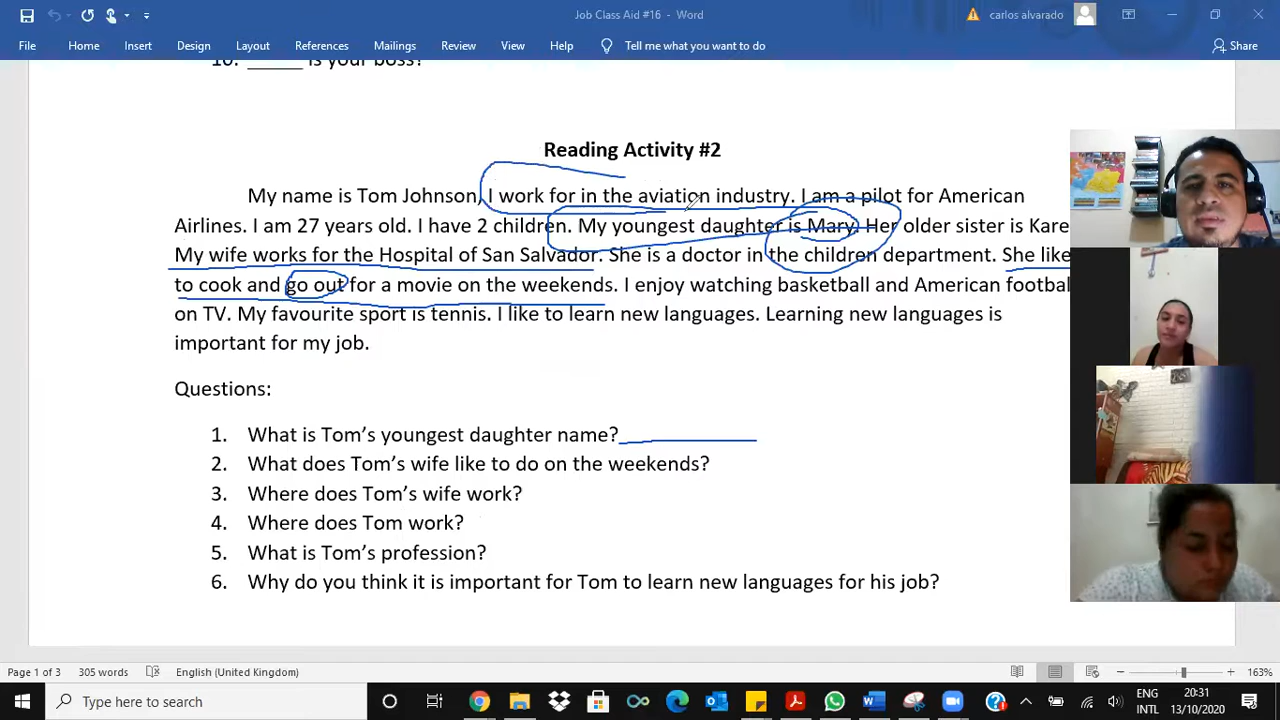 Job Class Aid #16 - Word
carlos alvarado
File Home Insert Design Layout References Mailings Review View Help Tell me what you want to do Share
10. _____ is your boss?
Reading Activity #2
My name is Tom Johnson, I work for in the aviation industry. I am a pilot for American
Airlines. I am 27 years old. I have 2 children. My youngest daughter is Mary. Her older sister is Kare
My wife works for the Hospital of San Salvador. She is a doctor in the children department. She like
to cook and go out for a movie on the weekends. I enjoy watching basketball and American footbal
on TV. My favourite sport is tennis. I like to learn new languages. Learning new languages is
important for my job.
Questions:
1. What is Tom's youngest daughter name?
2. What does Tom's wife like to do on the weekends?
3. Where does Tom's wife work?
4. Where does Tom work?
5. What is Tom's profession?
6. Why do you think it is important for Tom to learn new languages for his job?
Page 1 of 3 305 words English (United Kingdom) 163%
Type here to search
ENG 20:31
INTL 13/10/2020